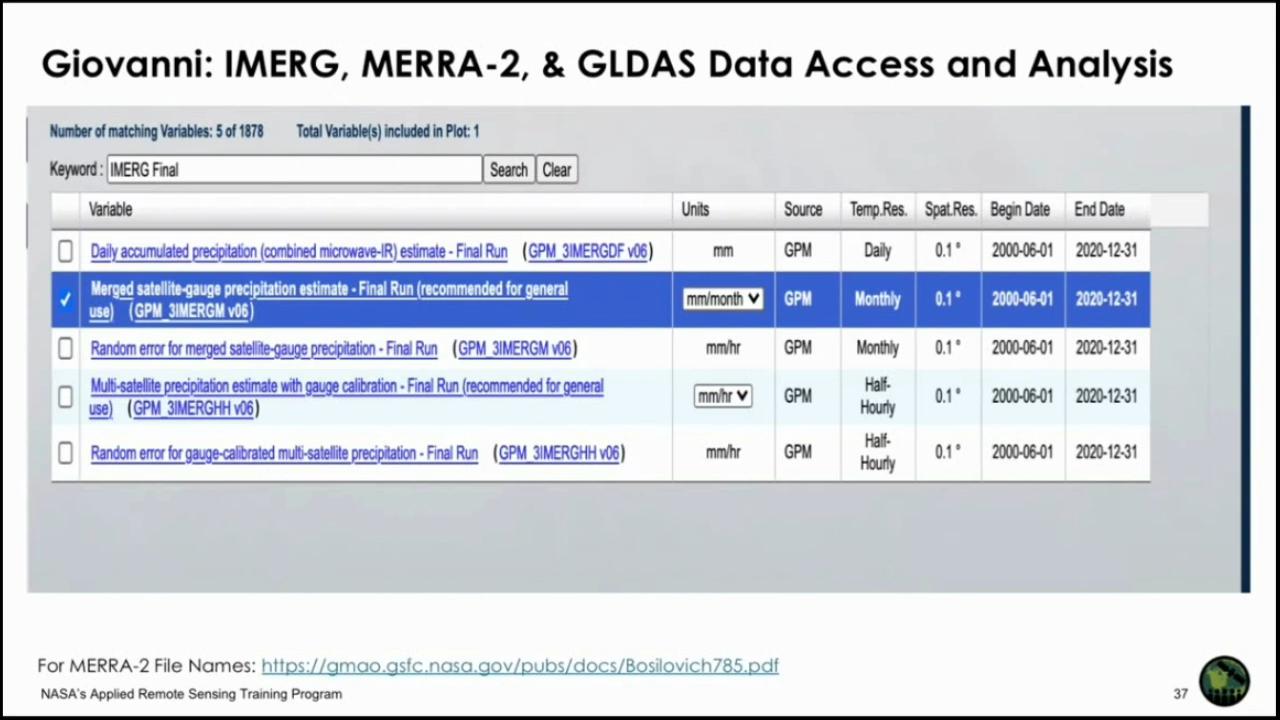 Giovanni: IMERG, MERRA-2, & GLDAS Data Access and Analysis
Number of matching Variables: 5 of 1878 Total Variable(s) included in Plot: 1
Keyword : IMERG Final Search Clear
Variable Units Source Temp.Res. Spat.Res. Begin Date End Date
Daily accumulated precipitation (combined microwave-IR) estimate - Final Run (GPM_3IMERGDF v06) mm GPM Daily 0.1 ° 2000-06-01 2020-12-31
Merged satellite-gauge precipitation estimate - Final Run (recommended for general
use) (GPM_3IMERGM v06) mm/month GPM Monthly 0.1 ° 2000-06-01 2020-12-31
Random error for merged satellite-gauge precipitation - Final Run (GPM_3IMERGM v06) mm/hr GPM Monthly 0.1 ° 2000-06-01 2020-12-31
Multi-satellite precipitation estimate with gauge calibration - Final Run (recommended for general
use) (GPM_3IMERGHH v06) mm/hr GPM Half-
Hourly 0.1 ° 2000-06-01 2020-12-31
Random error for gauge-calibrated multi-satellite precipitation - Final Run (GPM_3IMERGHH v06) mm/hr GPM Half-
Hourly 0.1 ° 2000-06-01 2020-12-31
For MERRA-2 File Names: https://gmao.gsfc.nasa.gov/pubs/docs/Bosilovich785.pdf
NASA's Applied Remote Sensing Training Program 37